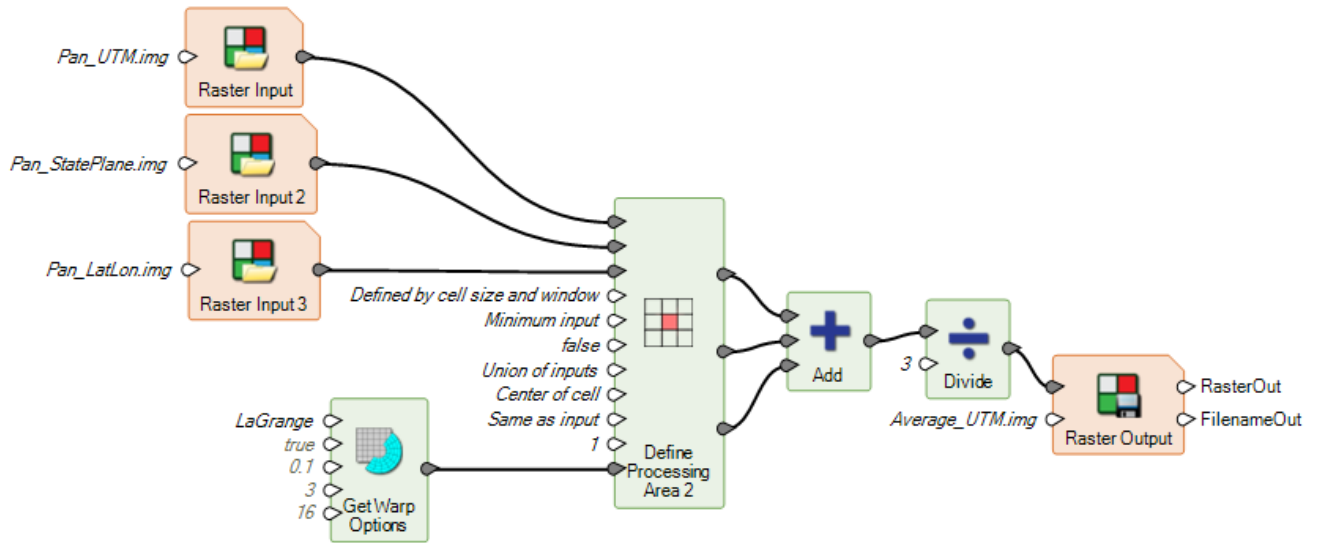 Pan_UTM.img
Raster Input
Pan_StatePlane.img
Raster Input 2
Pan_LatLon.img
Raster Input 3
Defined by cell size and window
Minimum input
false
Union of inputs
Center of cell
Same as input
1
Define
Processing
Area 2
LaGrange
true
0.1
3
16
Get Warp
Options
Add
3
Divide
Average_UTM.img
Raster Output
RasterOut
FilenameOut